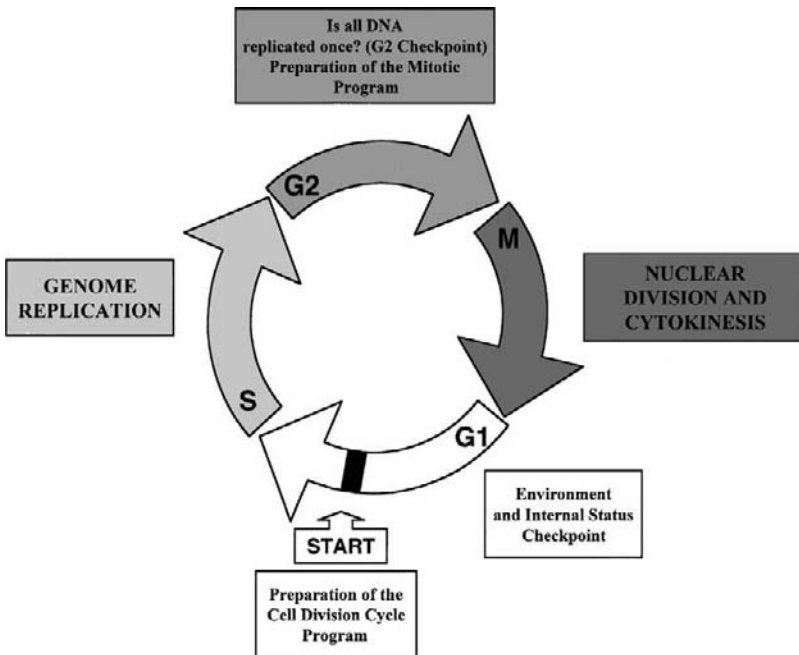 Is all DNA
replicated once? (G2 Checkpoint)
Preparation of the Mitotic
Program
G2
M
GENOME
REPLICATION
NUCLEAR
DIVISION AND
CYTOKINESIS
S
G1
Environment
and Internal Status
Checkpoint
START
Preparation of the
Cell Division Cycle
Program